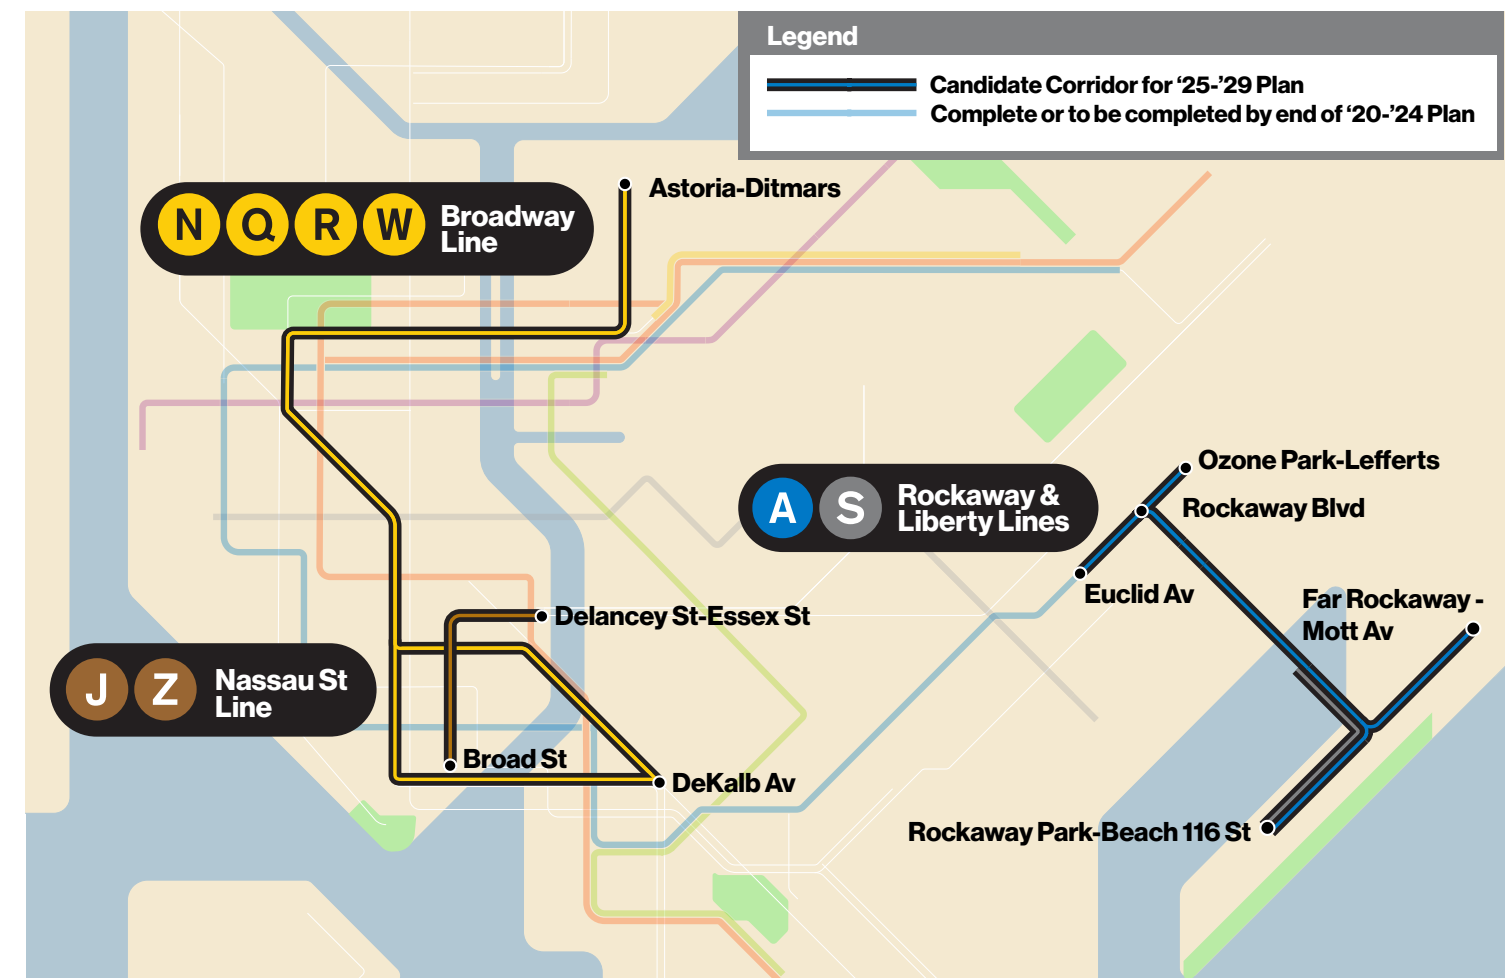 Legend
Candidate Corridor for ‘25-’29 Plan
Complete or to be completed by end of ‘20-’24 Plan
Astoria-Ditmars
N Q R W Broadway
Line
Ozone Park-Lefferts
A S Rockaway &
Liberty Lines
Rockaway Blvd
Euclid Av
Far Rockaway -
Mott Av
Delancey St-Essex St
J Z Nassau St
Line
Broad St
DeKalb Av
Rockaway Park-Beach 116 St